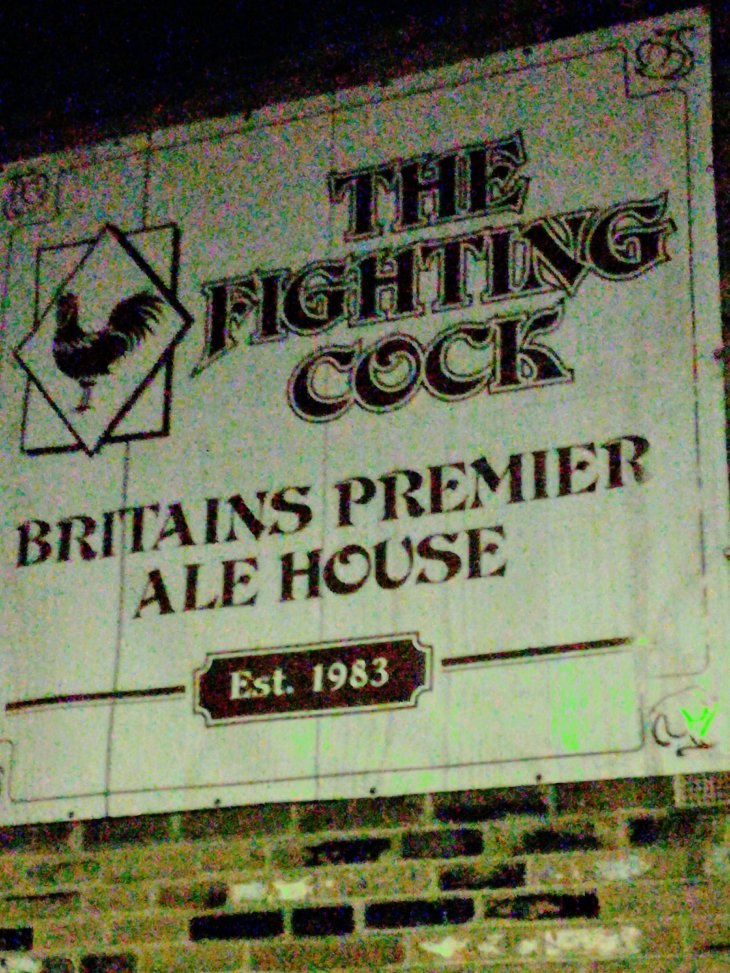 THE
FIGHTING
COCK
BRITAINS PREMIER
ALE HOUSE
Est. 1983